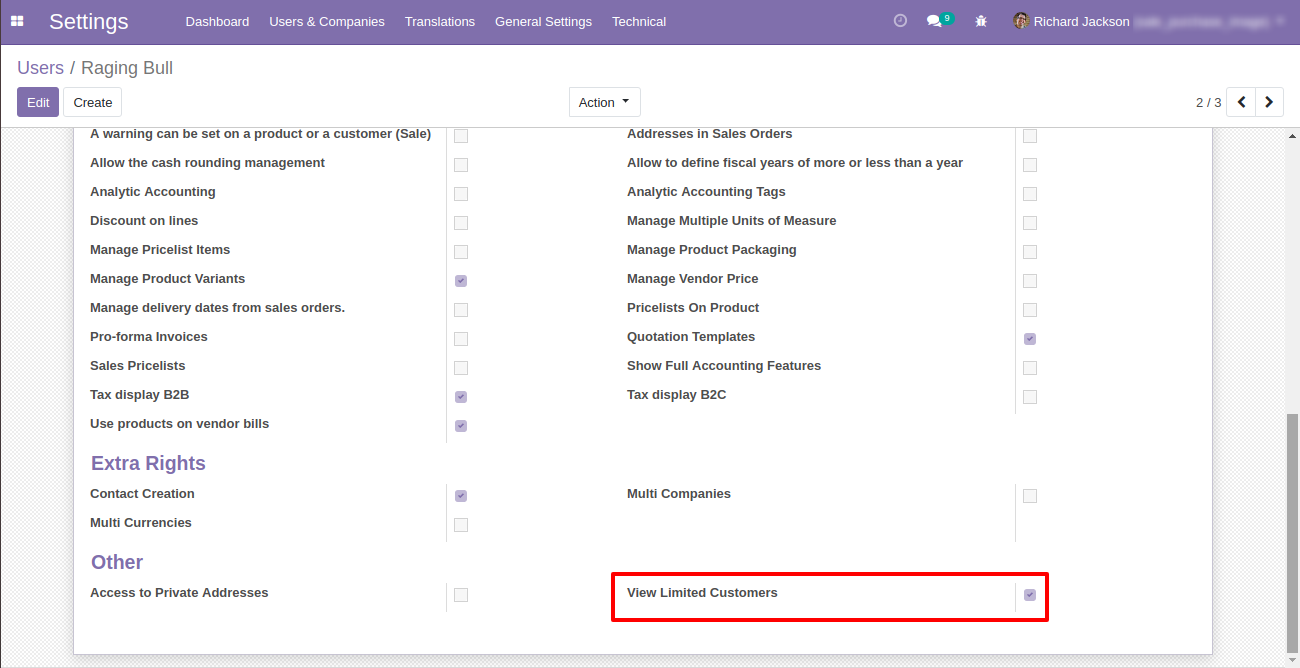 Settings Dashboard Users & Companies Translations General Settings Technical 9 Richard Jackson
Users / Raging Bull
Edit Create Action 2 / 3
A warning can be set on a product or a customer (Sale) Addresses in Sales Orders
Allow the cash rounding management Allow to define fiscal years of more or less than a year
Analytic Accounting Analytic Accounting Tags
Discount on lines Manage Multiple Units of Measure
Manage Pricelist Items Manage Product Packaging
Manage Product Variants Manage Vendor Price
Manage delivery dates from sales orders. Pricelists On Product
Pro-forma Invoices Quotation Templates
Sales Pricelists Show Full Accounting Features
Tax display B2B Tax display B2C
Use products on vendor bills
Extra Rights
Contact Creation Multi Companies
Multi Currencies
Other
Access to Private Addresses View Limited Customers